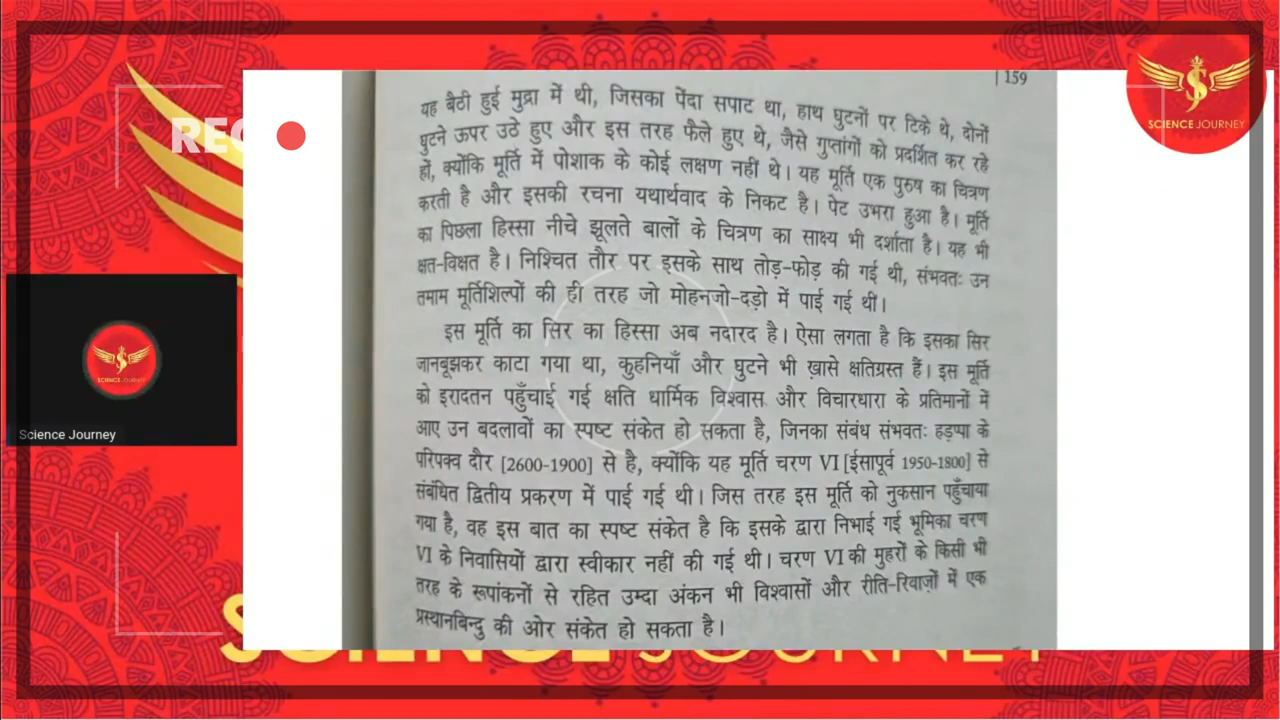 | 159
SCIENCE JOURNEY
REC
यह बैठी हुई मुद्रा में थी, जिसका पेंदा सपाट था, हाथ घुटनों पर टिके थे, दोनों
घुटने ऊपर उठे हुए और इस तरह फैले हुए थे, जैसे गुप्तांगों को प्रदर्शित कर रहे
हों, क्योंकि मूर्ति में पोशाक के कोई लक्षण नहीं थे। यह मूर्ति एक पुरुष का चित्रण
करती है और इसकी रचना यथार्थवाद के निकट है। पेट उभरा हुआ है। मूर्ति
का पिछला हिस्सा नीचे झूलते बालों के चित्रण का साक्ष्य भी दर्शाता है। यह भी
क्षत-विक्षत है। निश्चित तौर पर इसके साथ तोड़-फोड़ की गई थी, संभवतः उन
तमाम मूर्तिशिल्पों की ही तरह जो मोहनजो-दड़ो में पाई गई थीं।
इस मूर्ति का सिर का हिस्सा अब नदारद है। ऐसा लगता है कि इसका सिर
जानबूझकर काटा गया था, कुहनियाँ और घुटने भी ख़ासे क्षतिग्रस्त हैं। इस मूर्ति
को इरादतन पहुँचाई गई क्षति धार्मिक विश्वास और विचारधारा के प्रतिमानों में
आए उन बदलावों का स्पष्ट संकेत हो सकता है, जिनका संबंध संभवतः हड़प्पा के
परिपक्व दौर [2600-1900] से है, क्योंकि यह मूर्ति चरण VI [ईसापूर्व 1950-1800] से
संबंधित द्वितीय प्रकरण में पाई गई थी। जिस तरह इस मूर्ति को नुकसान पहुँचाया
गया है, वह इस बात का स्पष्ट संकेत है कि इसके द्वारा निभाई गई भूमिका चरण
VI के निवासियों द्वारा स्वीकार नहीं की गई थी। चरण VI की मुहरों के किसी भी
तरह के रूपांकनों से रहित उम्दा अंकन भी विश्वासों और रीति-रिवाज़ों में एक
प्रस्थानबिन्दु की ओर संकेत हो सकता है।
SCIENCE JOURNEY
Science Journey
SCIENCE JOURNEY